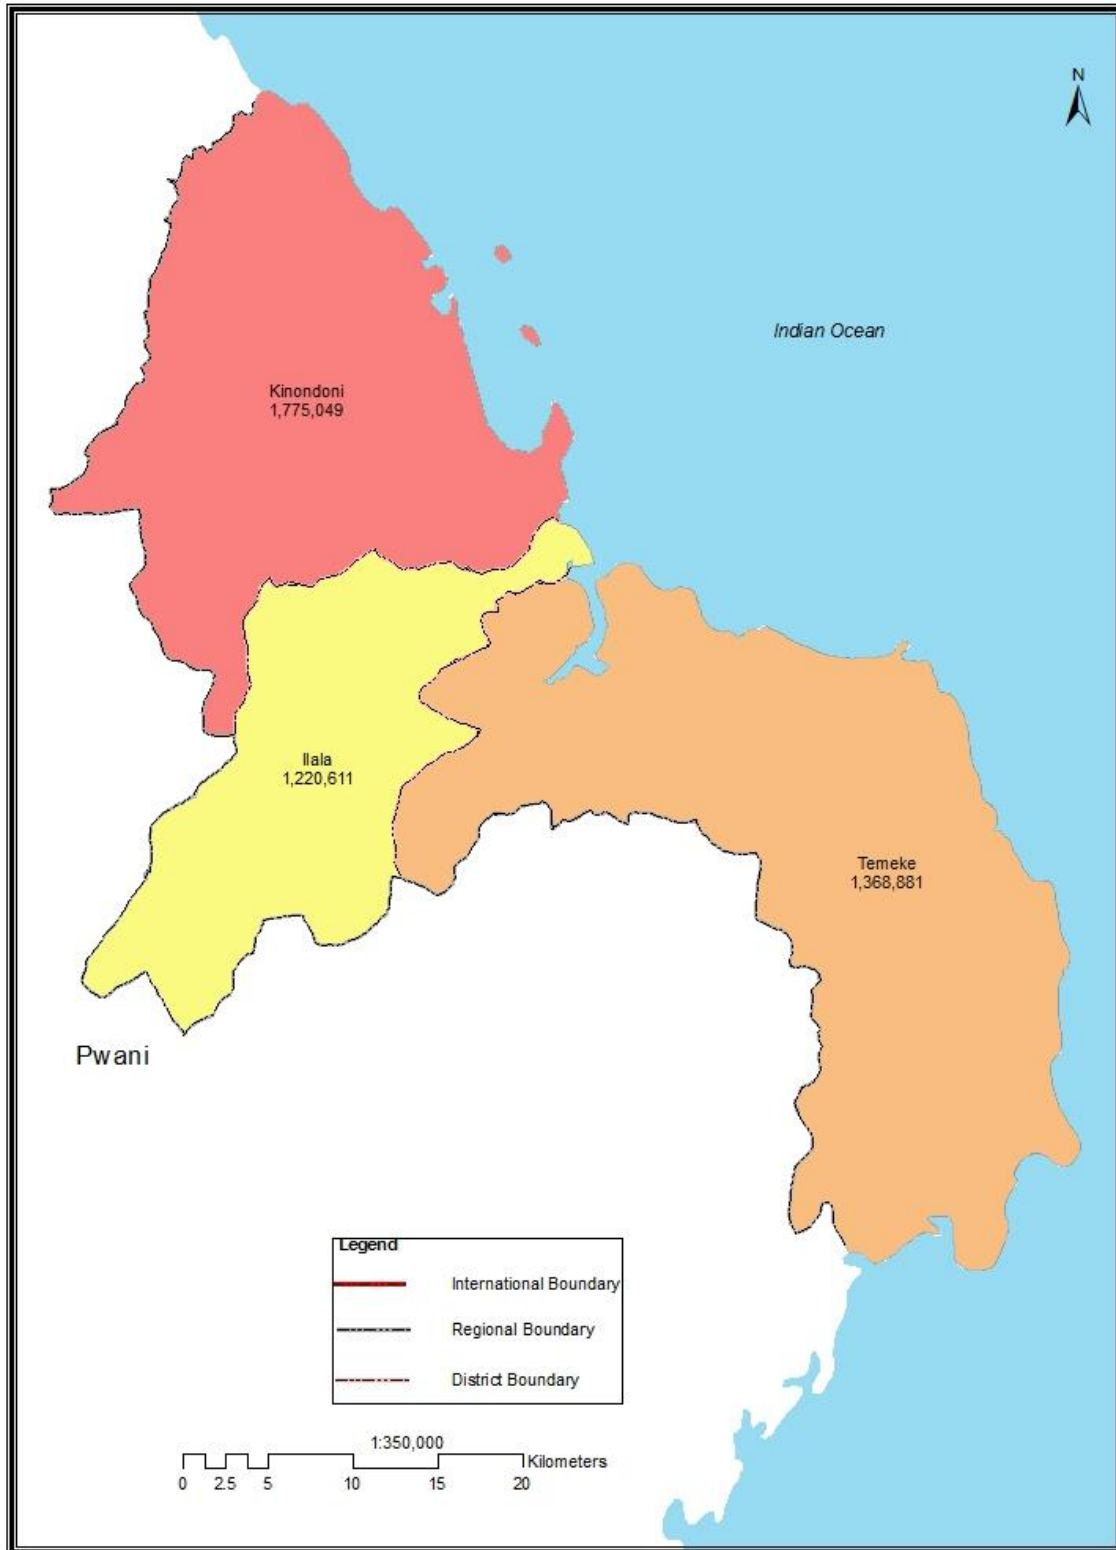 N
Indian Ocean
Kinondoni
1,775,049
Ilala
1,220,611
Temeke
1,368,881
Pwani
Legend
International Boundary
Regional Boundary
District Boundary
1:350,000
Kilometers
0 2.5 5 10 15 20